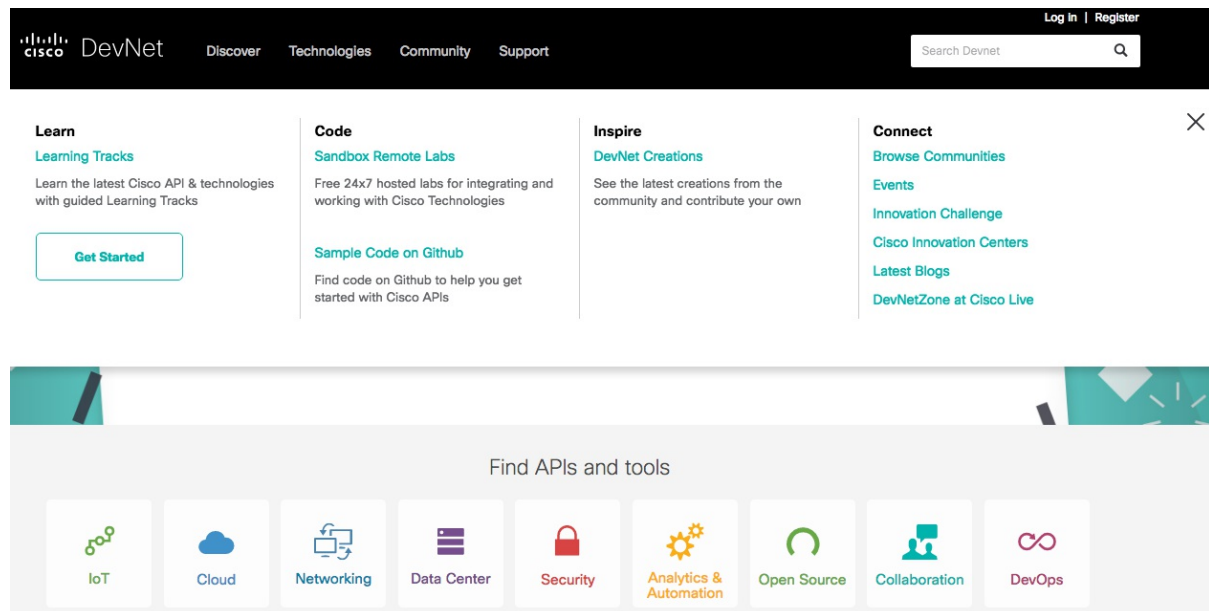 Log In | Register
CISCO DevNet Discover Technologies Community Support Search Devnet
Learn
Learning Tracks
Learn the latest Cisco API & technologies
with guided Learning Tracks
Get Started
Code
Sandbox Remote Labs
Free 24x7 hosted labs for integrating and
working with Cisco Technologies
Sample Code on Github
Find code on Github to help you get
started with Cisco APIs
Inspire
DevNet Creations
See the latest creations from the
community and contribute your own
Connect
Browse Communities
Events
Innovation Challenge
Cisco Innovation Centers
Latest Blogs
DevNetZone at Cisco Live
Find APIs and tools
IoT
Cloud
Networking
Data Center
Security
Analytics &
Automation
Open Source
Collaboration
DevOps